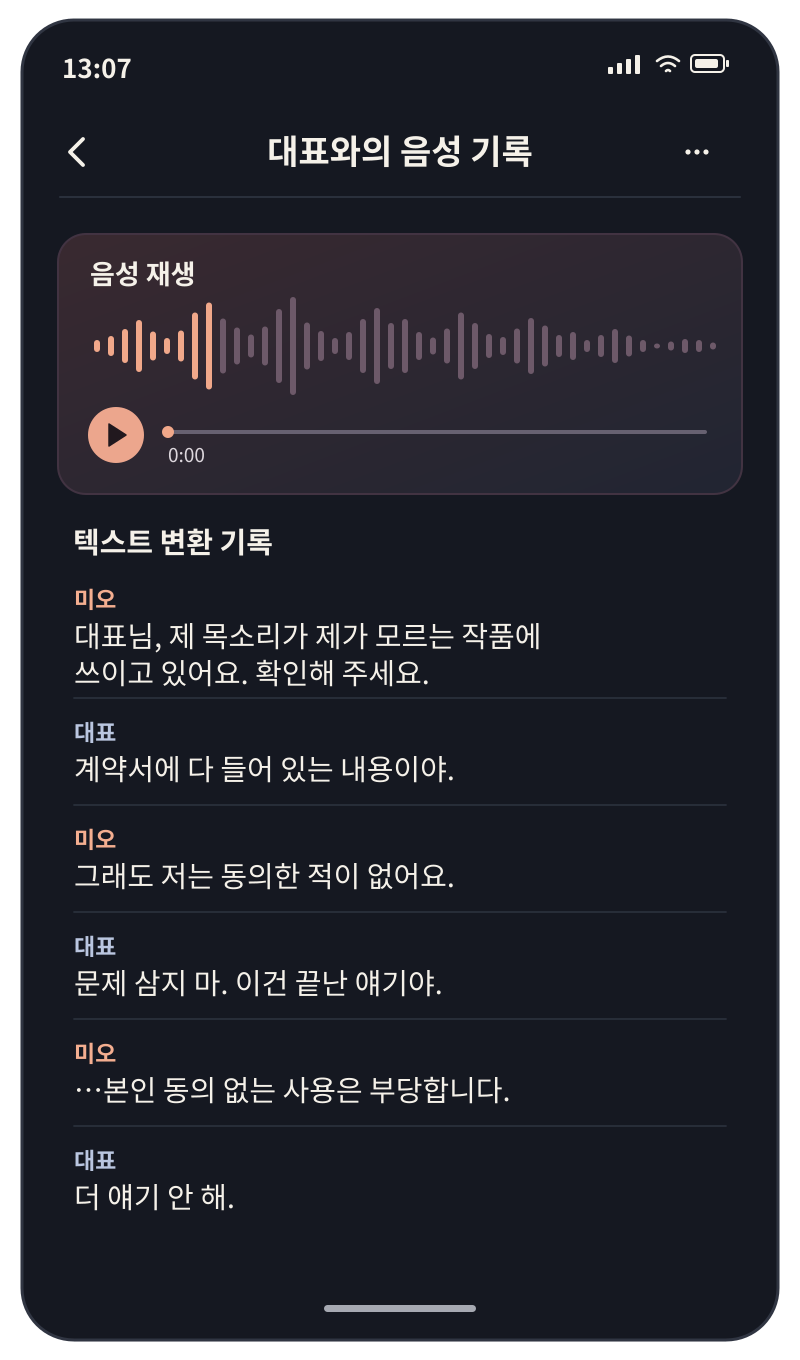 13:07
대표와의 음성 기록
음성 재생
0:00
텍스트 변환 기록
미오
대표님, 제 목소리가 제가 모르는 작품에
쓰이고 있어요. 확인해 주세요.
대표
계약서에 다 들어 있는 내용이야.
미오
그래도 저는 동의한 적이 없어요.
대표
문제 삼지 마. 이건 끝난 얘기야.
미오
…본인 동의 없는 사용은 부당합니다.
대표
더 얘기 안 해.